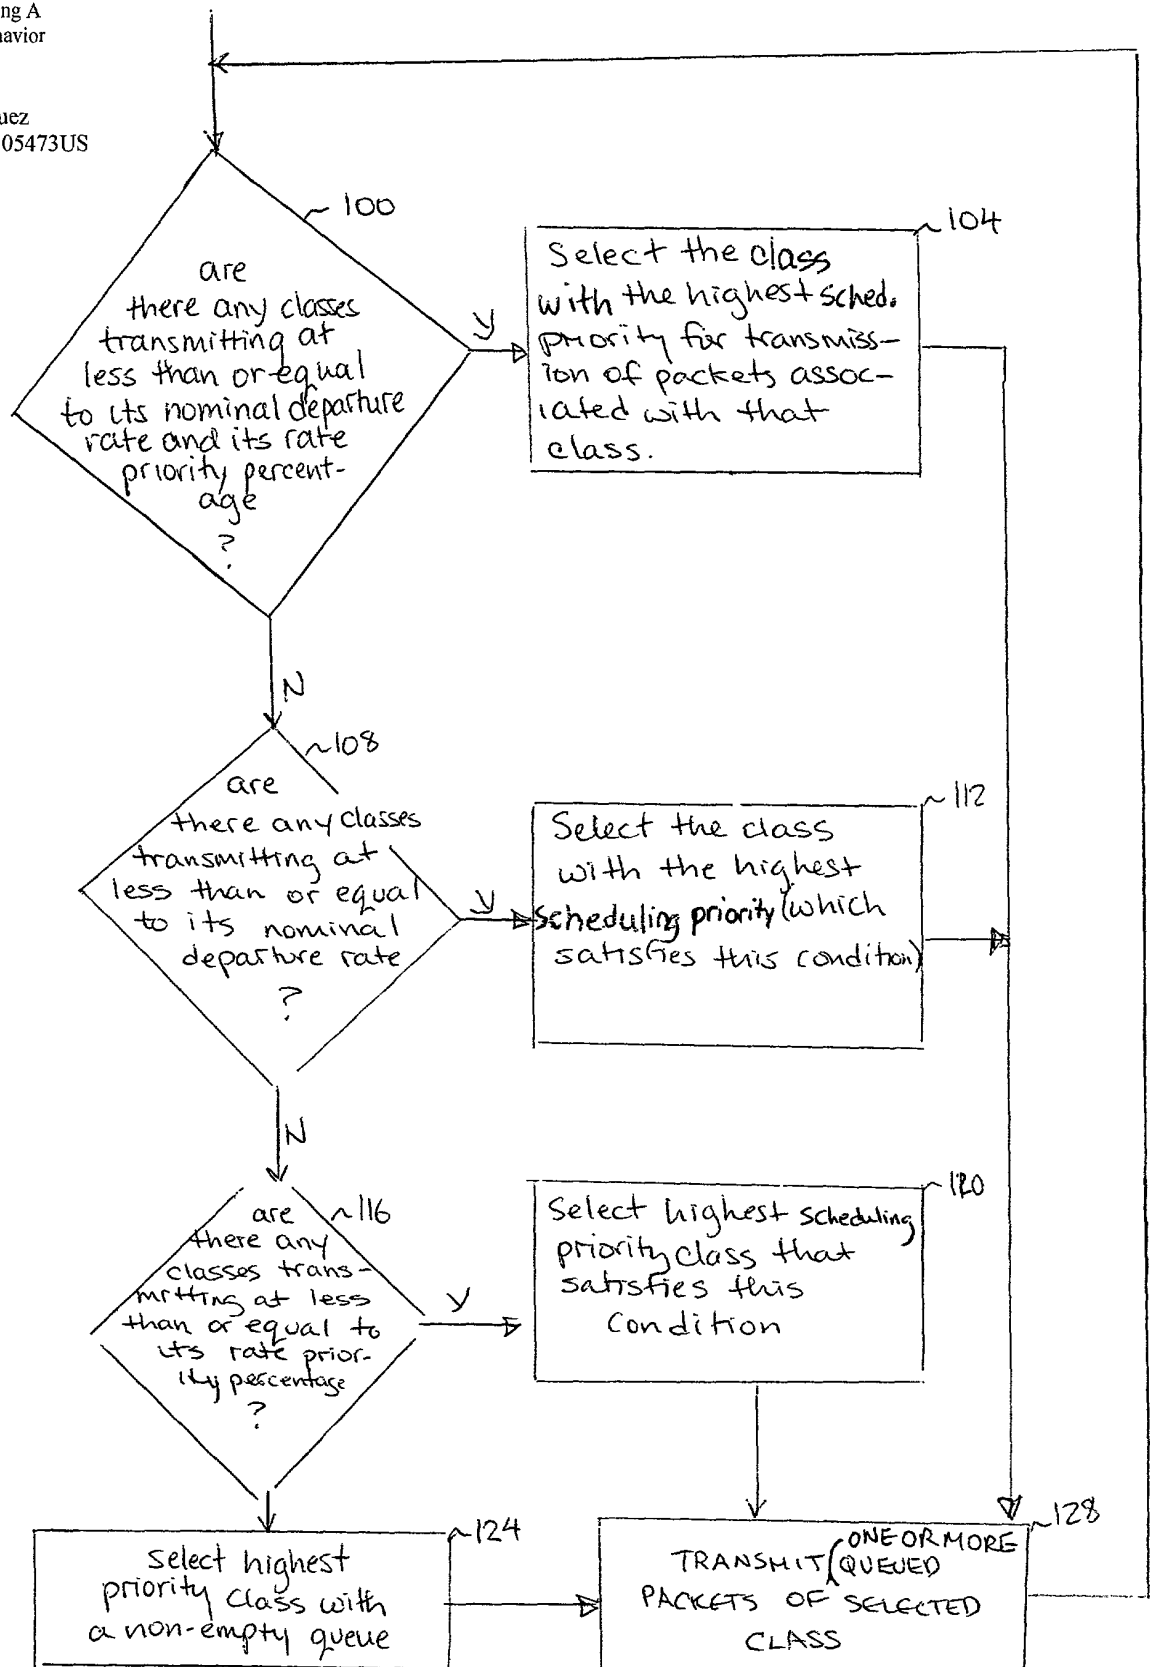 ng A
navior
uez
05473US
100
are
there any classes
transmitting at
less than or equal
to its nominal departure
rate and its rate
priority percent-
age
?
Y
104
Select the class
with the highest sched.
priority for transmiss-
ion of packets assoc-
iated with that
class.
N
108
are
there any classes
transmitting at
less than or equal
to its nominal
departure rate
?
Y
112
Select the class
with the highest
scheduling priority (which
satisfies this condition)
N
116
are
there any
classes trans-
mitting at less
than or equal to
its rate prior-
ity percentage
?
Y
120
Select highest scheduling
priority class that
satisfies this
condition
124
select highest
priority class with
a non-empty queue
128
ONE OR MORE
TRANSMIT QUEUED
PACKETS OF SELECTED
CLASS